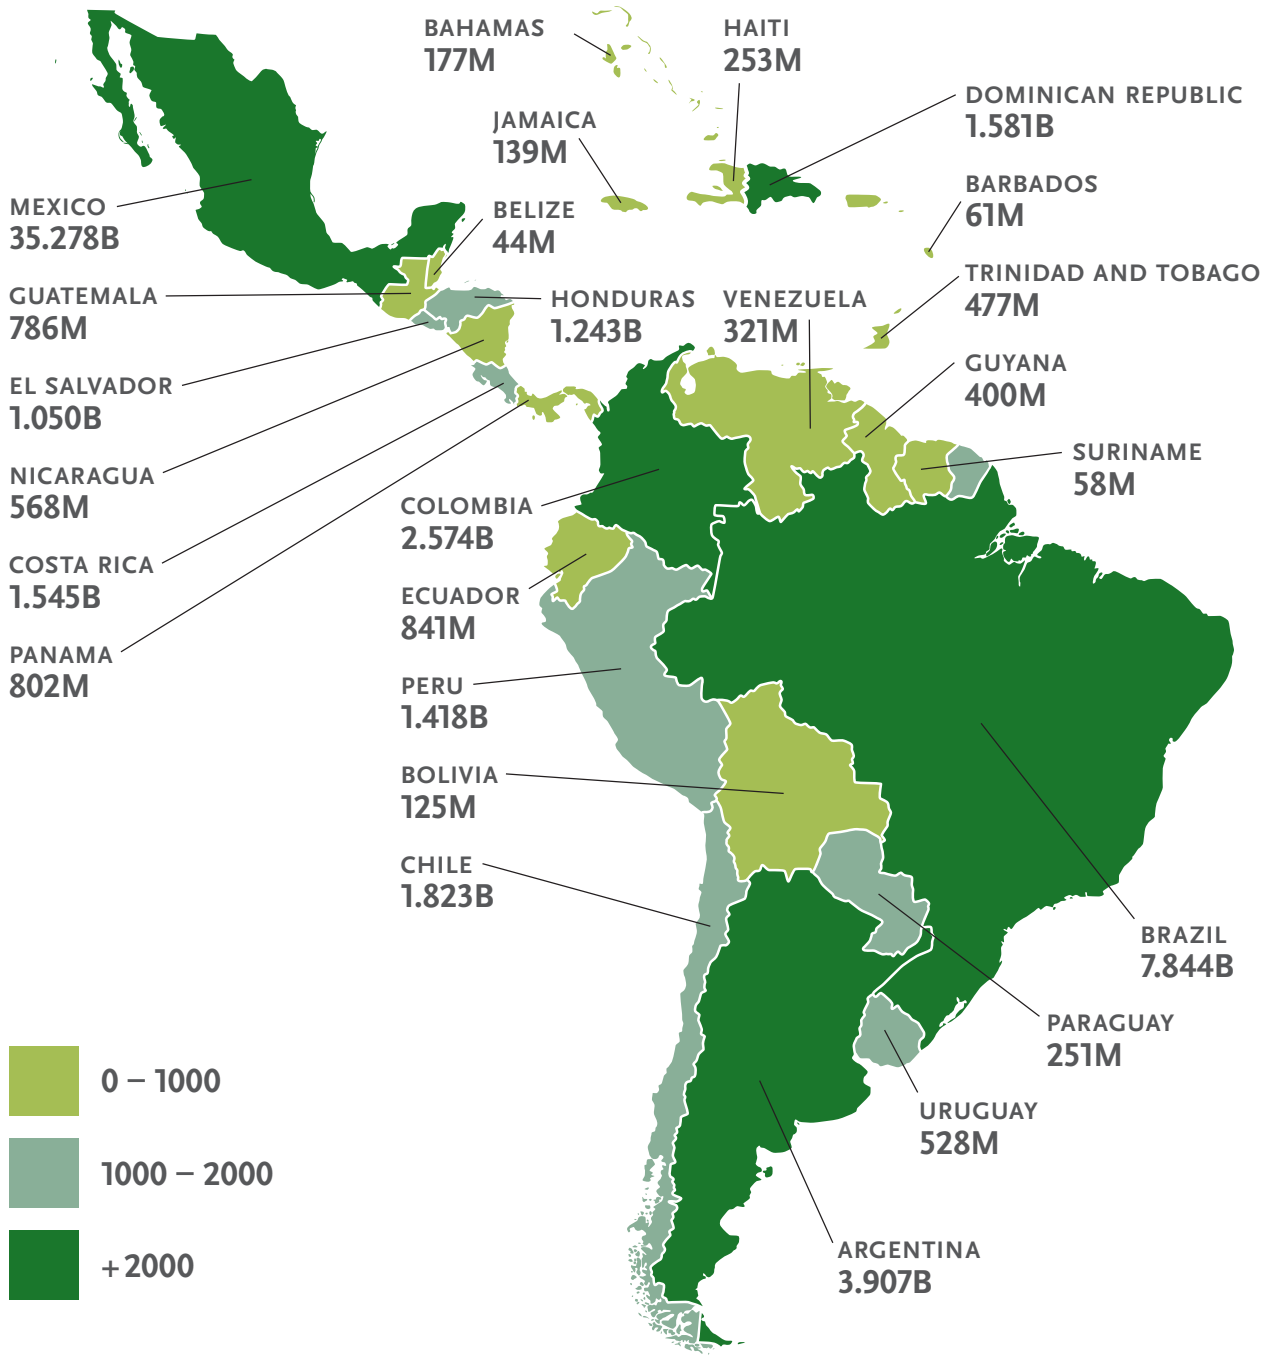 BAHAMAS
177M
HAITI
253M
DOMINICAN REPUBLIC
1.581B
JAMAICA
139M
BARBADOS
61M
MEXICO
35.278B
BELIZE
44M
TRINIDAD AND TOBAGO
477M
GUATEMALA
786M
HONDURAS
1.243B
VENEZUELA
321M
GUYANA
400M
EL SALVADOR
1.050B
SURINAME
58M
NICARAGUA
568M
COLOMBIA
2.574B
COSTA RICA
1.545B
ECUADOR
841M
PANAMA
802M
PERU
1.418B
BOLIVIA
125M
CHILE
1.823B
BRAZIL
7.844B
PARAGUAY
251M
URUGUAY
528M
ARGENTINA
3.907B
0 – 1000
1000 – 2000
+2000